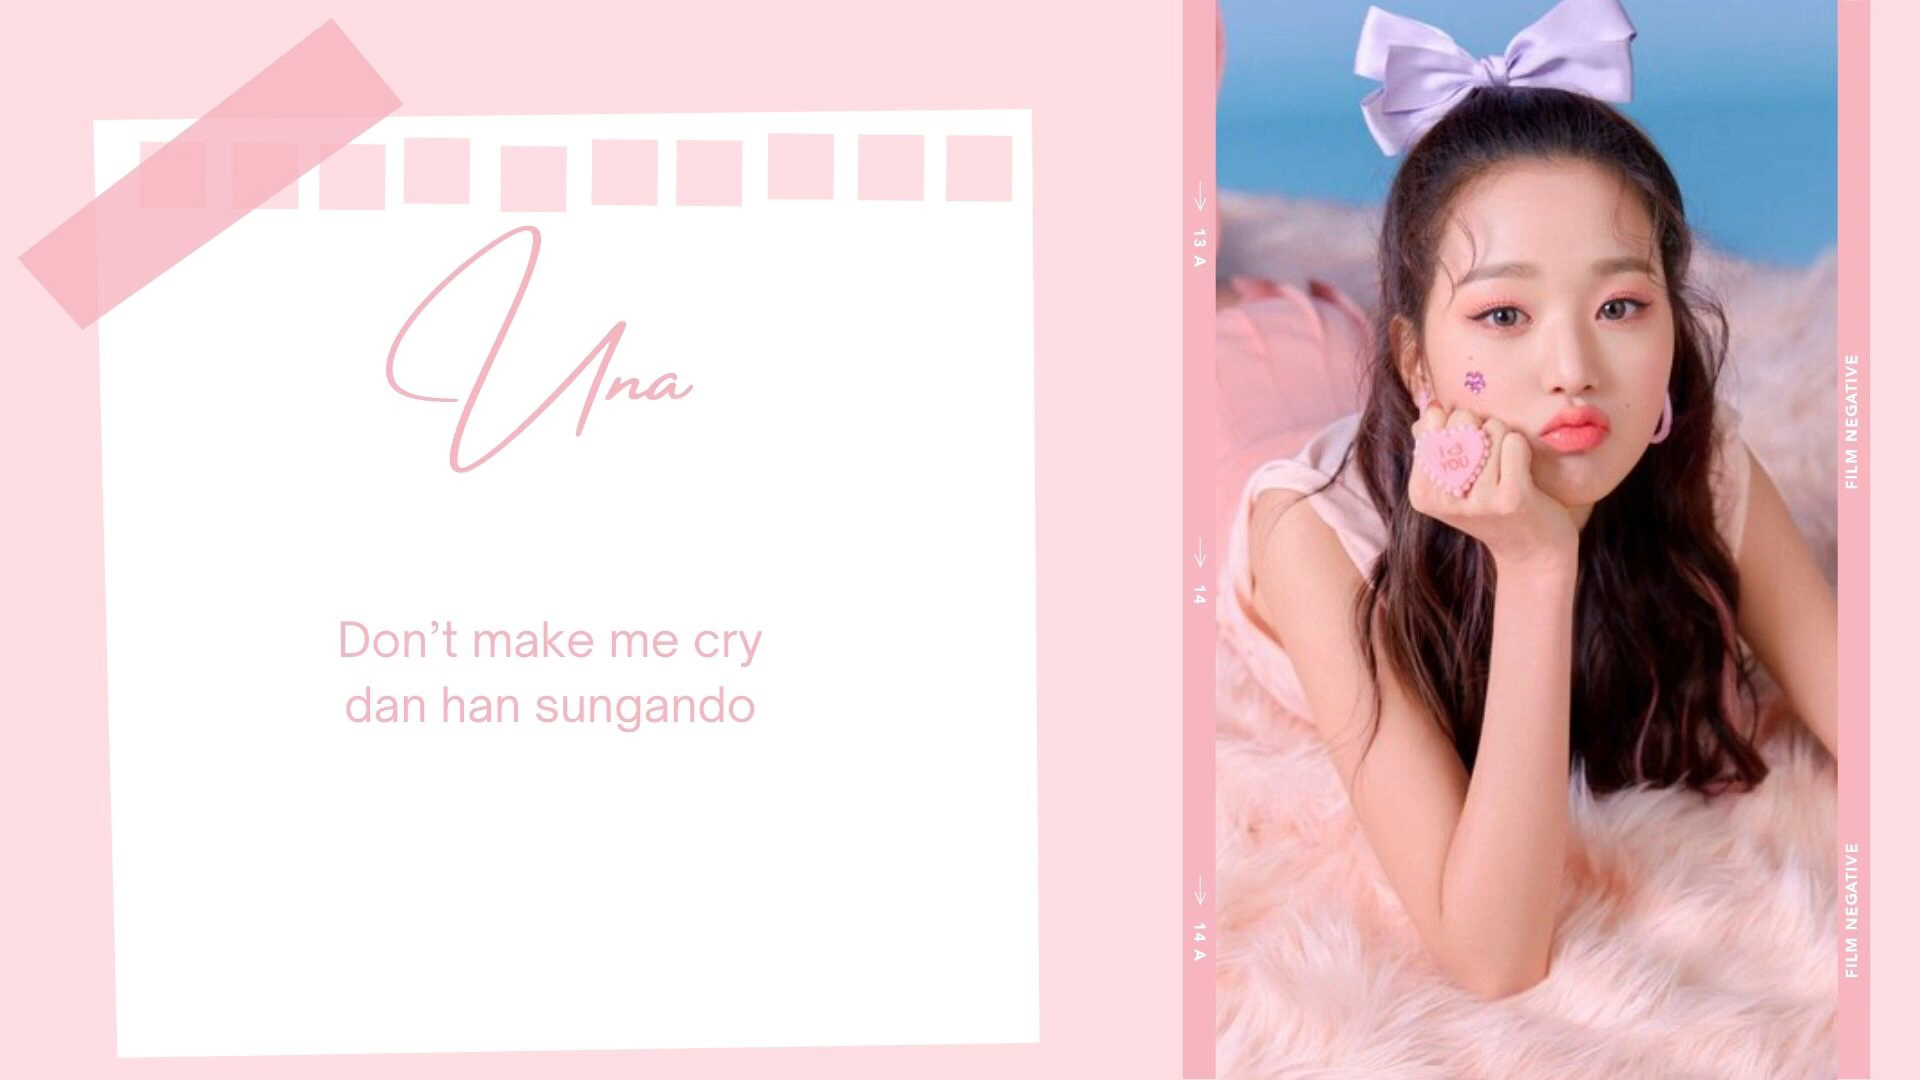 Una
Don't make me cry
dan han sungando
→ 13 A
→ 14
→ 14 A
I<3
YOU
FILM NEGATIVE
FILM NEGATIVE